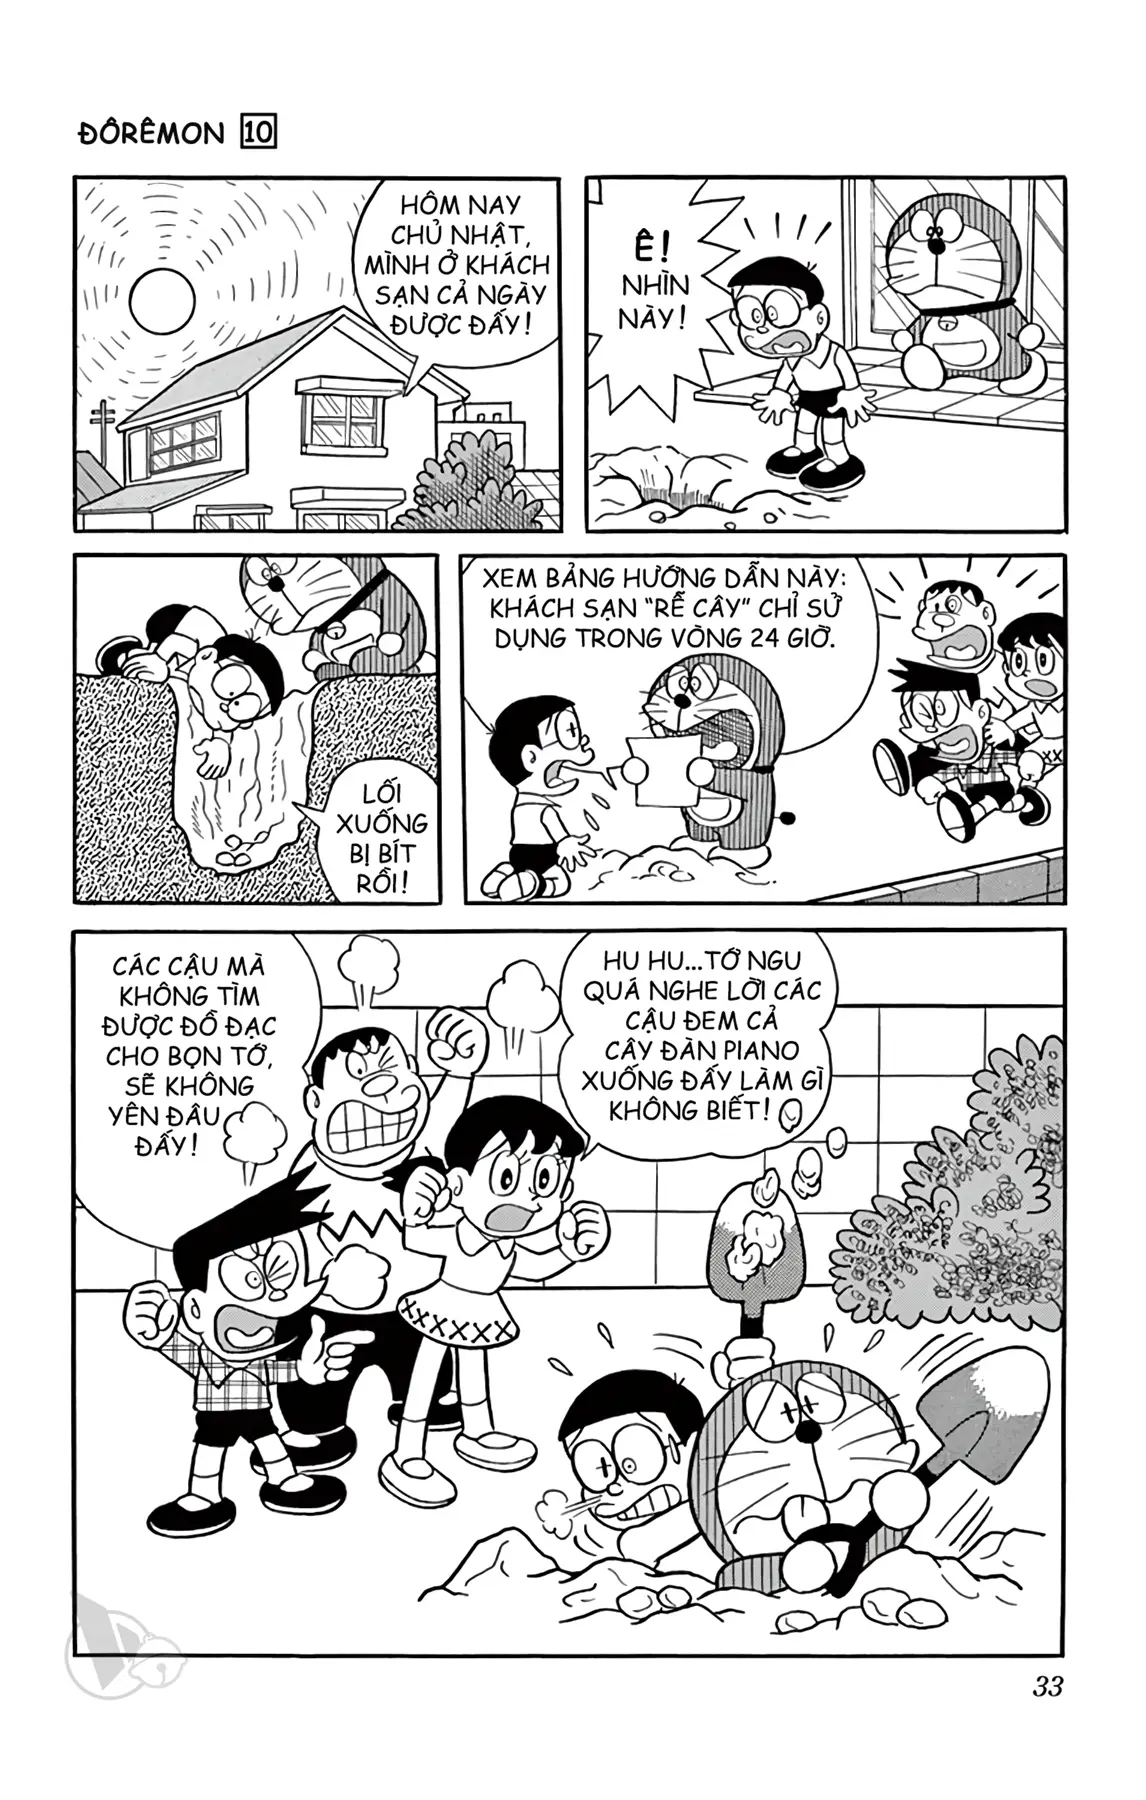 ĐÔRÊMON 10
HÔM NAY
CHỦ NHẬT,
MÌNH Ở KHÁCH
SẠN CẢ NGÀY
ĐƯỢC ĐẤY!
Ê!
NHÌN
NÀY!
LỐI
XUỐNG
BỊ BÍT
RỒI!
XEM BẢNG HƯỚNG DẪN NÀY:
KHÁCH SẠN “RỄ CÂY” CHỈ SỬ
DỤNG TRONG VÒNG 24 GIỜ.
CÁC CẬU MÀ
KHÔNG TÌM
ĐƯỢC ĐỒ ĐẠC
CHO BỌN TỚ,
SẼ KHÔNG
YÊN ĐÂU
ĐẤY!
HU HU...TỚ NGU
QUÁ NGHE LỜI CÁC
CẬU ĐEM CẢ
CÂY ĐÀN PIANO
XUỐNG ĐẤY LÀM GÌ
KHÔNG BIẾT!
33